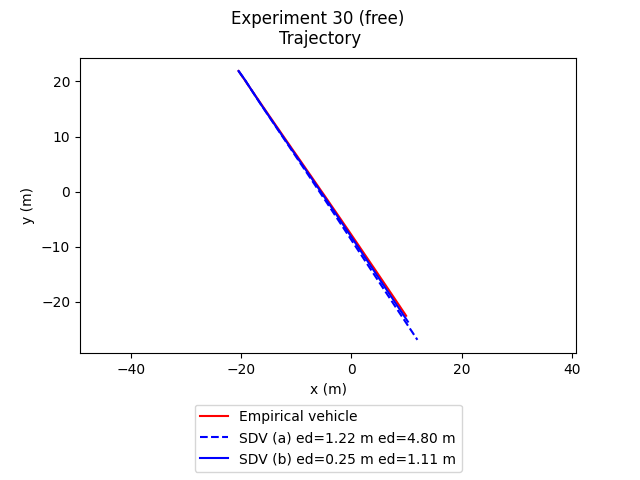 Experiment 30 (free)
Trajectory
20
10
0
−10
−20
y (m)
−40
−20
0
20
40
x (m)
Empirical vehicle
SDV (a) ed=1.22 m ed=4.80 m
SDV (b) ed=0.25 m ed=1.11 m